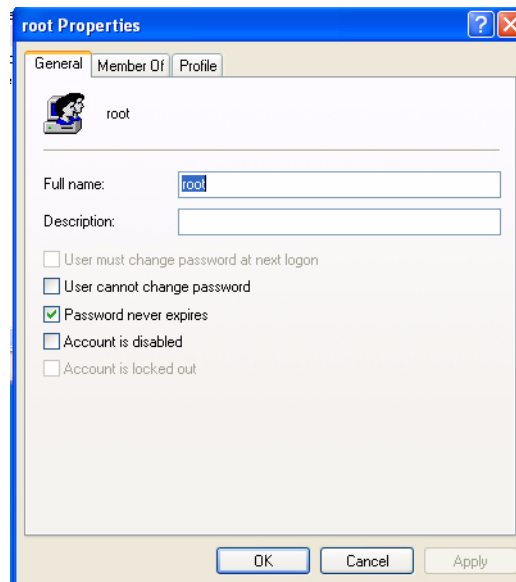 root Properties
General Member Of Profile
root
Full name: root
Description:
User must change password at next logon
User cannot change password
Password never expires
Account is disabled
Account is locked out
OK Cancel Apply